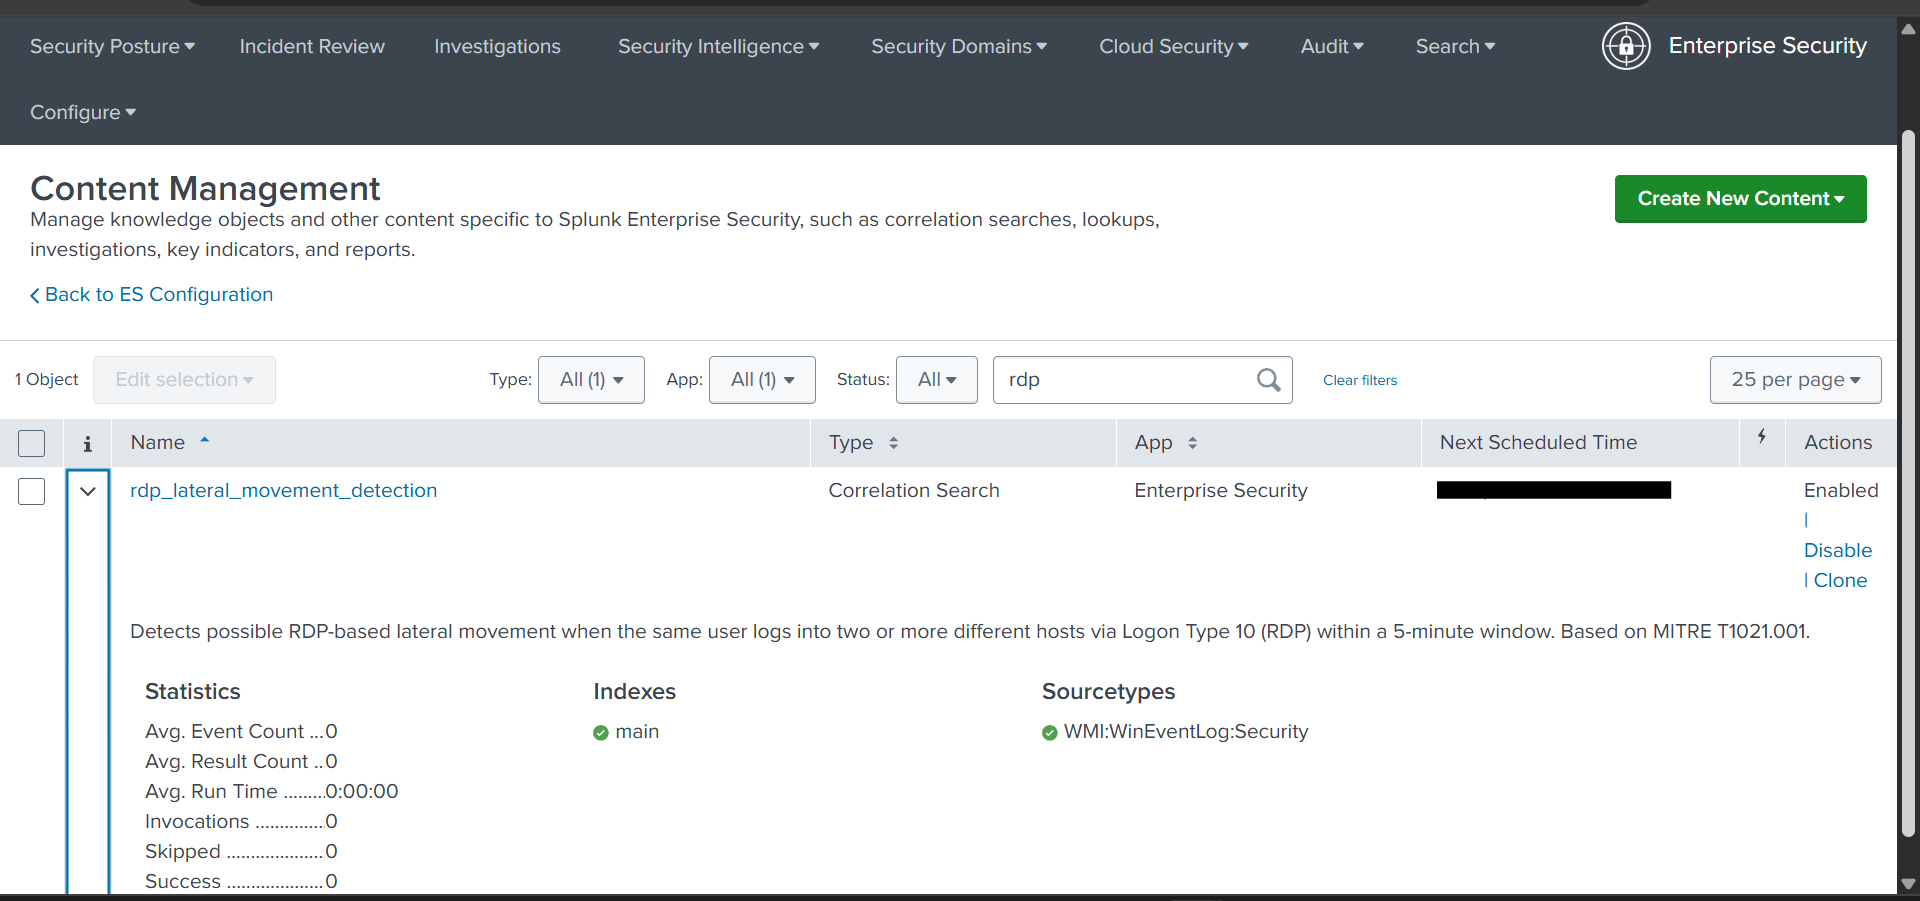 Security Posture Incident Review Investigations Security Intelligence Security Domains Cloud Security Audit Search Enterprise Security
Configure
Content Management
Manage knowledge objects and other content specific to Splunk Enterprise Security, such as correlation searches, lookups,
investigations, key indicators, and reports.
Create New Content
Back to ES Configuration
1 Object Edit selection Type: All (1) App: All (1) Status: All rdp Clear filters 25 per page
i Name Type App Next Scheduled Time Actions
rdp_lateral_movement_detection Correlation Search Enterprise Security Enabled
|
Disable
| Clone
Detects possible RDP-based lateral movement when the same user logs into two or more different hosts via Logon Type 10 (RDP) within a 5-minute window. Based on MITRE T1021.001.
Statistics Indexes Sourcetypes
Avg. Event Count ...0 main WMI:WinEventLog:Security
Avg. Result Count ..0
Avg. Run Time .........0:00:00
Invocations ...............0
Skipped .....................0
Success .....................0